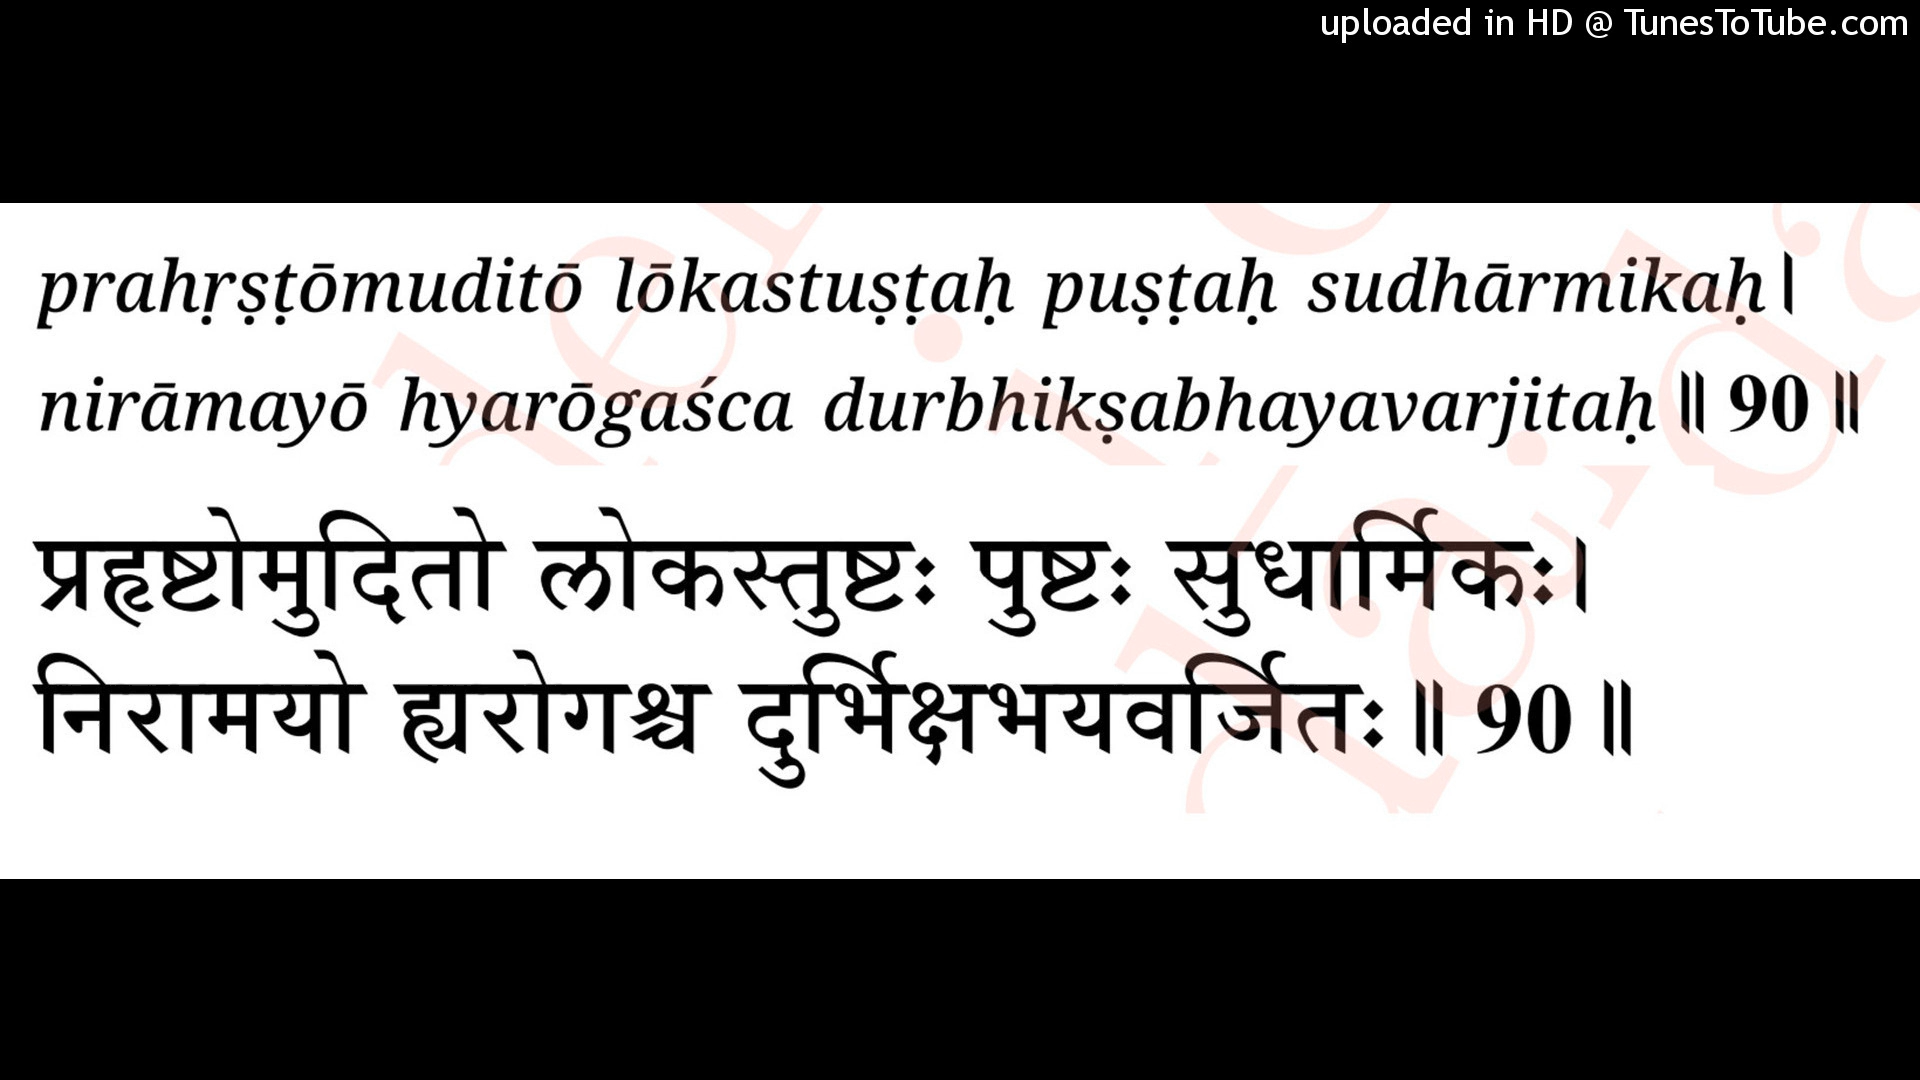 uploaded in HD @ TunesToTube.com
prahṛṣṭōmuditō lōkastuṣṭaḥ puṣṭaḥ sudhārmikaḥ।
nirāmayō hyarōgaśca durbhikṣabhayavarjitaḥ॥ 90॥
प्रहृष्टोमुदितो लोकस्तुष्टः पुष्टः सुधार्मिकः।
निरामयो ह्यरोगश्च दुर्भिक्षभयवर्जितः॥ 90॥